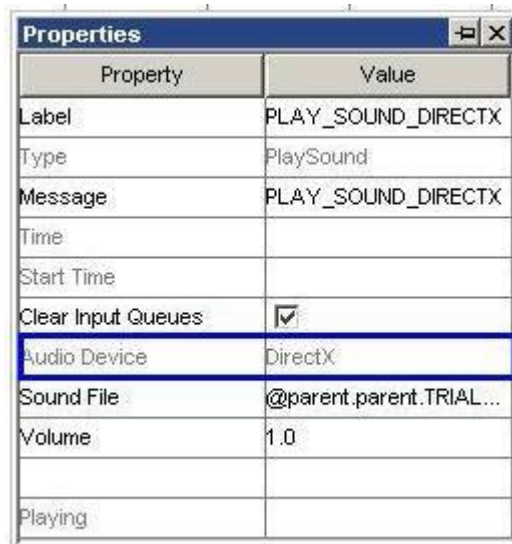 Properties
Property Value
Label PLAY_SOUND_DIRECTX
Type PlaySound
Message PLAY_SOUND_DIRECTX
Time
Start Time
Clear Input Queues
Audio Device DirectX
Sound File @parent.parent.TRIAL...
Volume 1.0
Playing